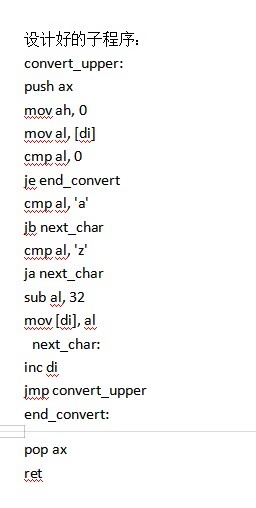 设计好的子程序：
convert_upper:
push ax
mov ah, 0
mov al, [di]
cmp al, 0
je end_convert
cmp al, 'a'
jb next_char
cmp al, 'z'
ja next_char
sub al, 32
mov [di], al
next_char:
inc di
jmp convert_upper
end_convert:
pop ax
ret